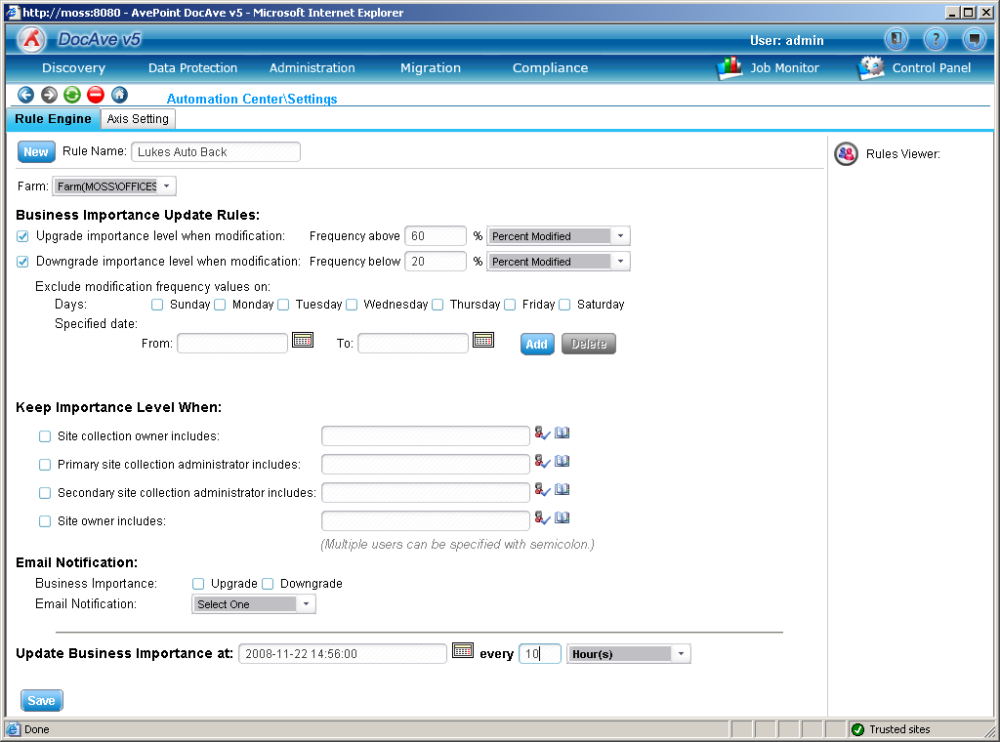 http://moss:8080 - AvePoint DocAve v5 - Microsoft Internet Explorer
DocAve v5
User: admin
Discovery Data Protection Administration Migration Compliance Job Monitor Control Panel
Automation Center\Settings
Rule Engine Axis Setting
New Rule Name: Lukes Auto Back
Rules Viewer:
Farm: Farm(MOSS\OFFICES
Business Importance Update Rules:
Upgrade importance level when modification: Frequency above 60 % Percent Modified
Downgrade importance level when modification: Frequency below 20 % Percent Modified
Exclude modification frequency values on:
Days: Sunday Monday Tuesday Wednesday Thursday Friday Saturday
Specified date:
From: To: Add Delete
Keep Importance Level When:
Site collection owner includes:
Primary site collection administrator includes:
Secondary site collection administrator includes:
Site owner includes:
(Multiple users can be specified with semicolon.)
Email Notification:
Business Importance: Upgrade Downgrade
Email Notification: Select One
Update Business Importance at: 2008-11-22 14:56:00 every 10 Hour(s)
Save
Done Trusted sites